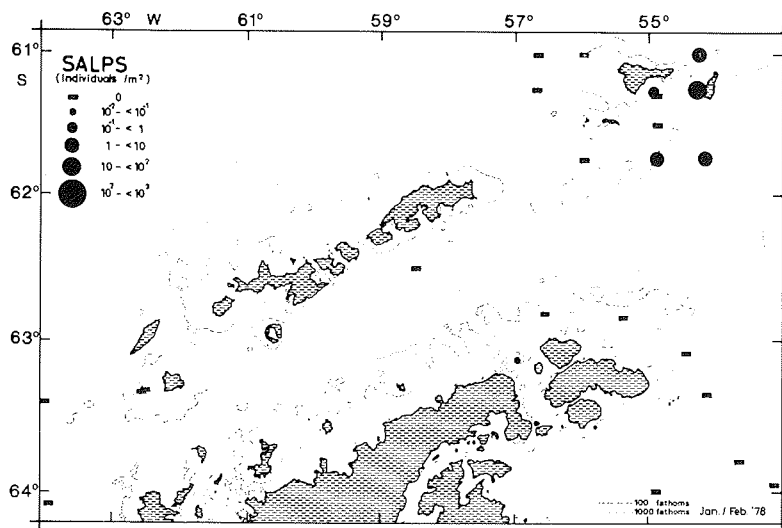 63° W 61° 59° 57° 55°
61°
S
SALPS
(Individuals /m²)
0
10⁻² - <10⁻¹
10⁻¹ - < 1
1 - <10
10 - <10²
10² - <10³
62°
63°
64°
100 fathoms
1000 fathoms Jan./Feb. '78